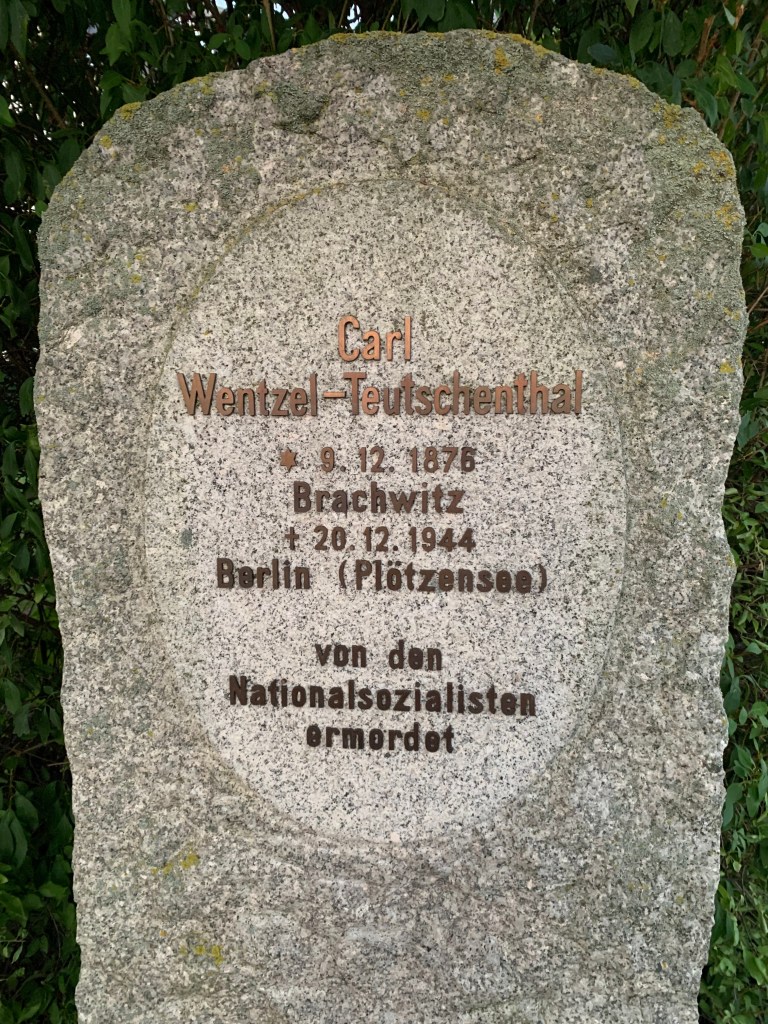 Carl
Wentzel-Teutschenthal
* 9.12.1876
Brachwitz
† 20.12.1944
Berlin (Plötzensee)
von den
Nationalsozialisten
ermordet